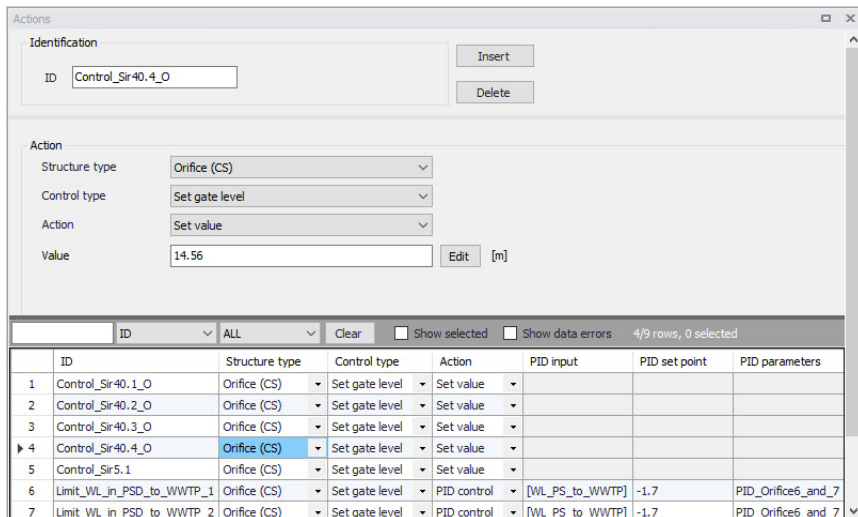 Actions
Identification
ID Control_Sir40.4_O
Insert
Delete
Action
Structure type Orifice (CS)
Control type Set gate level
Action Set value
Value 14.56 Edit [m]
ID ALL Clear Show selected Show data errors 4/9 rows, 0 selected
ID Structure type Control type Action PID input PID set point PID parameters
1 Control_Sir40.1_O Orifice (CS) Set gate level Set value
2 Control_Sir40.2_O Orifice (CS) Set gate level Set value
3 Control_Sir40.3_O Orifice (CS) Set gate level Set value
4 Control_Sir40.4_O Orifice (CS) Set gate level Set value
5 Control_Sir5.1 Orifice (CS) Set gate level Set value
6 Limit_WL_in_PSD_to_WWTP_1 Orifice (CS) Set gate level PID control [WL_PS_to_WWTP] -1.7 PID_Orifice6_and_7
7 Limit_WL_in_PSD_to_WWTP_2 Orifice (CS) Set gate level PID control [WL_PS_to_WWTP] -1.7 PID_Orifice6_and_7